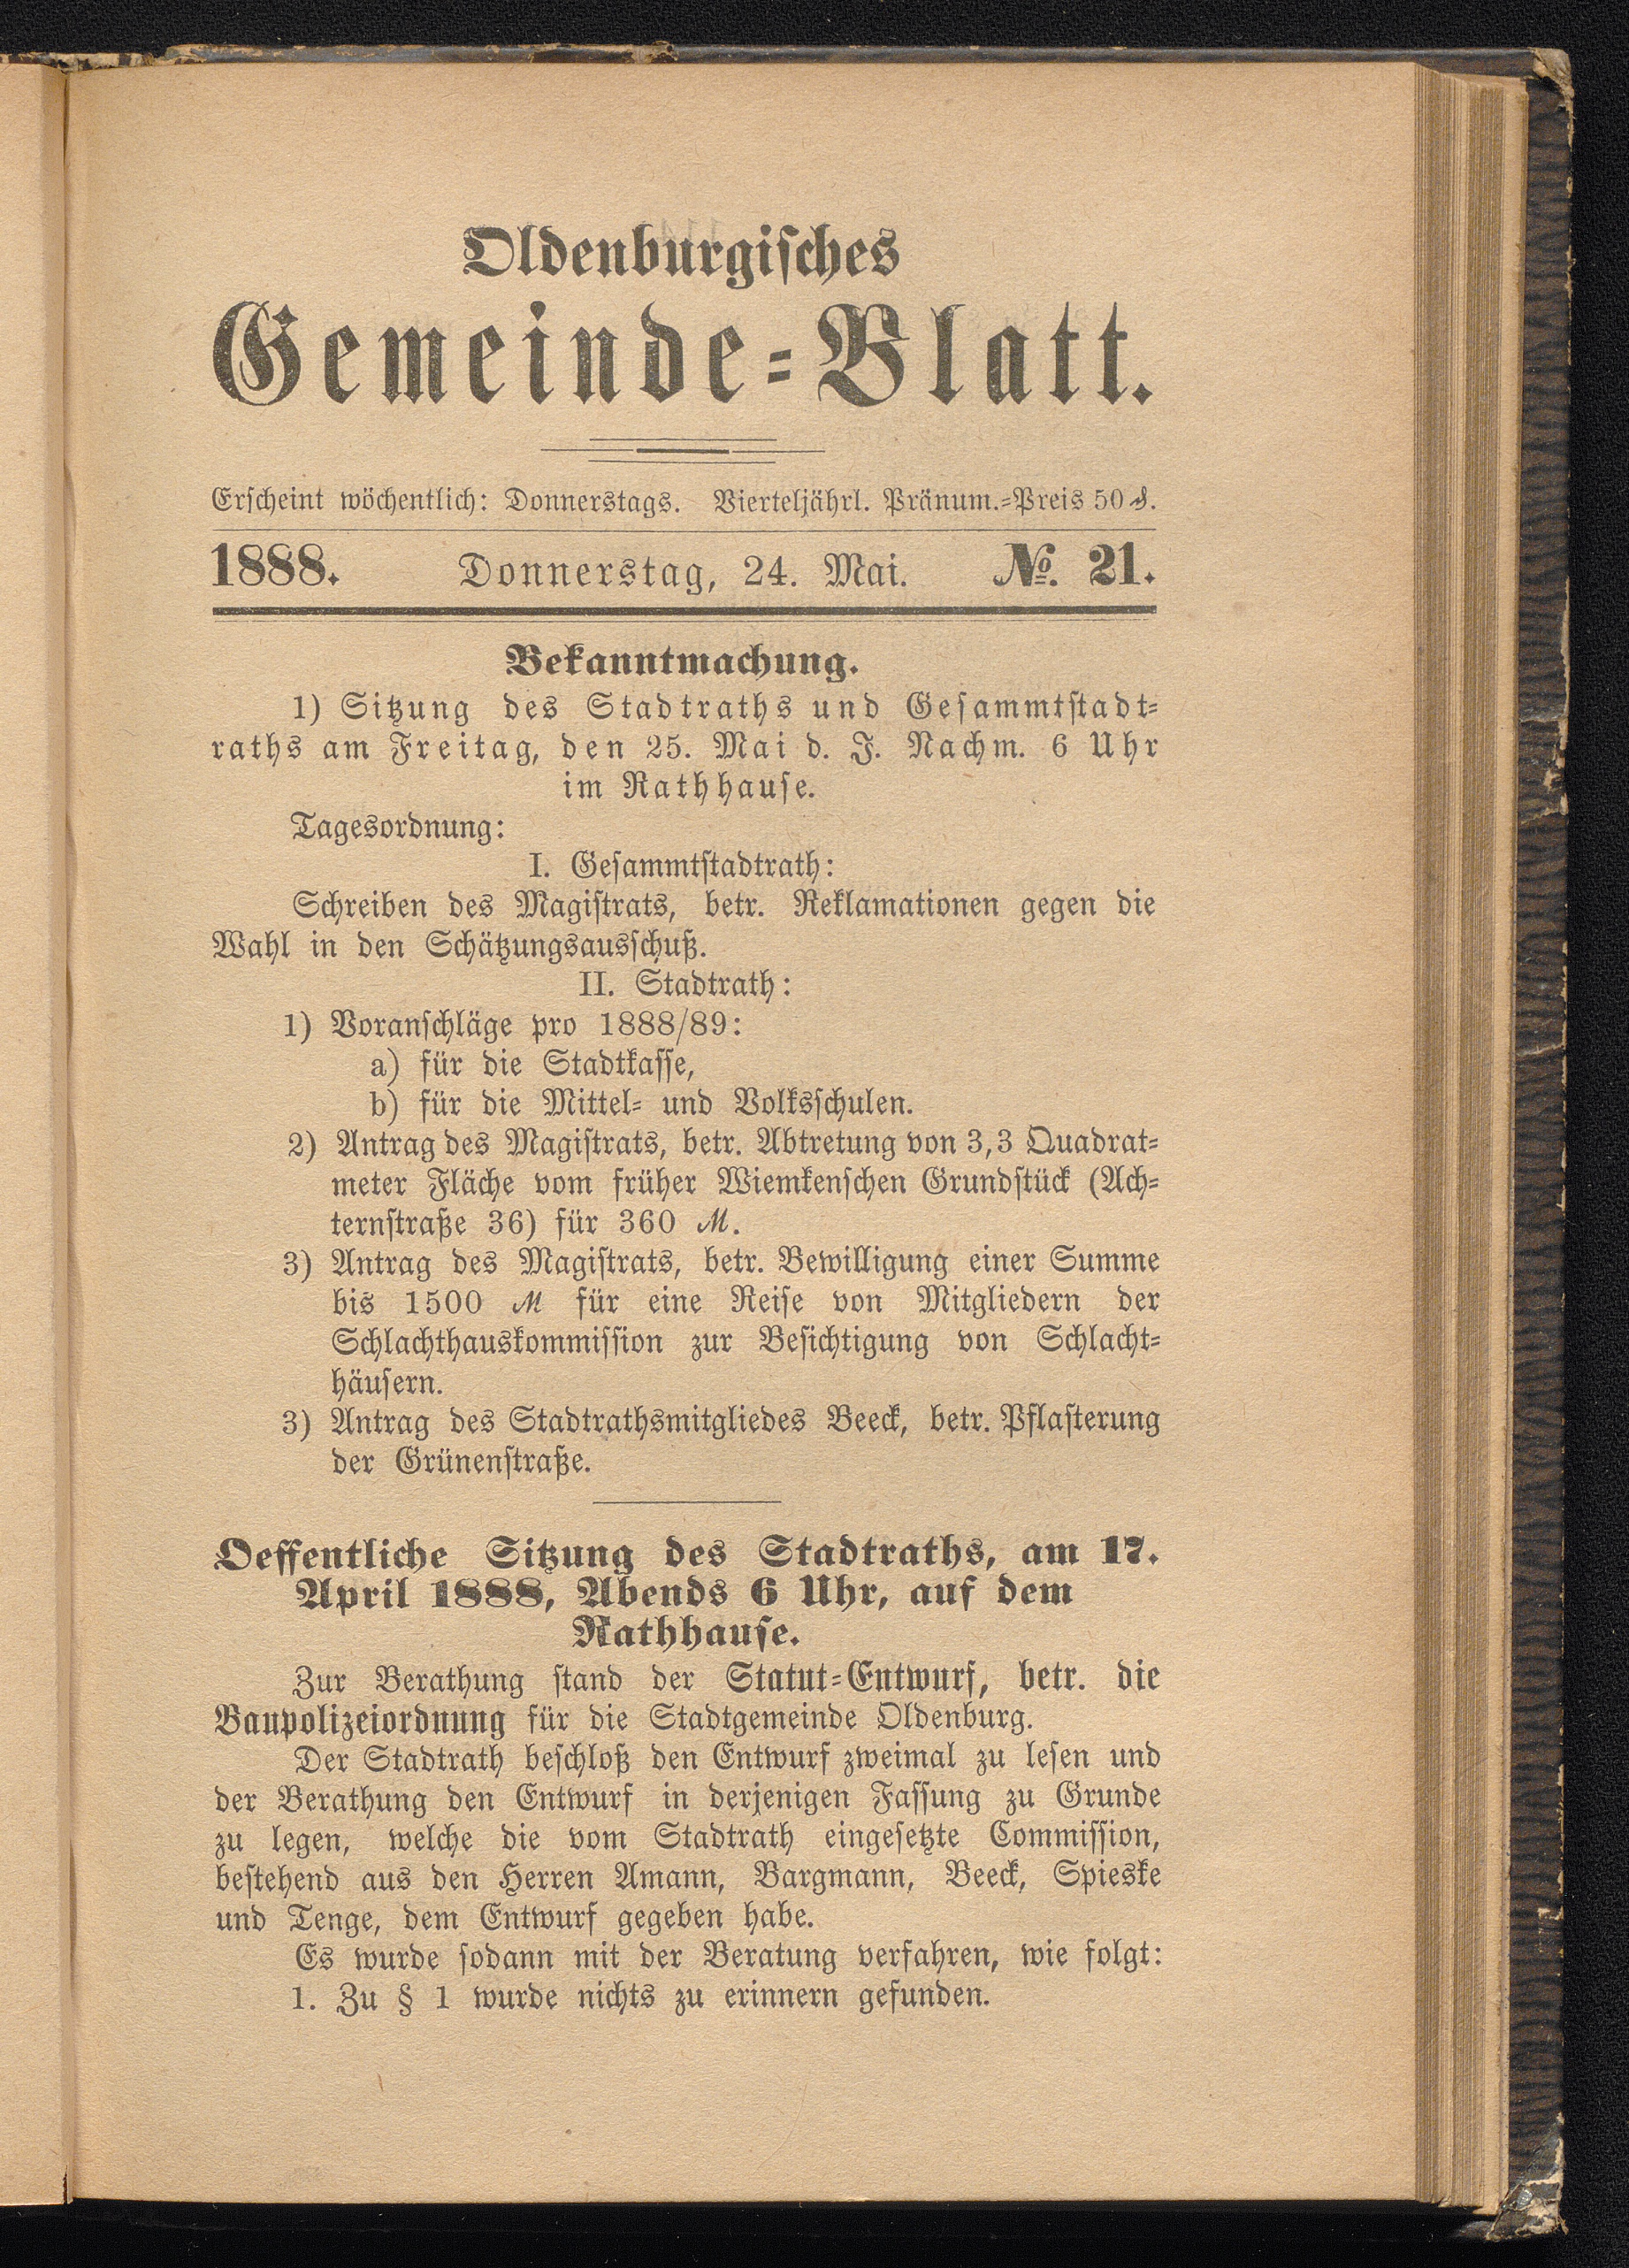 Oldenburgisches
Gemeinde-Blatt.
Erscheint wöchentlich: Donnerstags. Vierteljährl. Pränum.-Preis 50 ₰.
1888. Donnerstag, 24. Mai. №. 21.
Bekanntmachung.
1) Sitzung des Stadtraths und Gesammtstadt-
raths am Freitag, den 25. Mai d. J. Nachm. 6 Uhr
im Rathhause.
Tagesordnung:
I. Gesammtstadtrath:
Schreiben des Magistrats, betr. Reklamationen gegen die
Wahl in den Schätzungsausschuß.
II. Stadtrath:
1) Voranschläge pro 1888/89:
a) für die Stadtkasse,
b) für die Mittel- und Volksschulen.
2) Antrag des Magistrats, betr. Abtretung von 3,3 Quadrat-
meter Fläche vom früher Wiemkenschen Grundstück (Ach-
ternstraße 36) für 360 ℳ.
3) Antrag des Magistrats, betr. Bewilligung einer Summe
bis 1500 ℳ für eine Reise von Mitgliedern der
Schlachthauskommission zur Besichtigung von Schlacht-
häusern.
3) Antrag des Stadtrathsmitgliedes Beeck, betr. Pflasterung
der Grünenstraße.
Oeffentliche Sitzung des Stadtraths, am 17.
April 1888, Abends 6 Uhr, auf dem
Rathhause.
Zur Berathung stand der Statut-Entwurf, betr. die
Baupolizeiordnung für die Stadtgemeinde Oldenburg.
Der Stadtrath beschloß den Entwurf zweimal zu lesen und
der Berathung den Entwurf in derjenigen Fassung zu Grunde
zu legen, welche die vom Stadtrath eingesetzte Commission,
bestehend aus den Herren Amann, Bargmann, Beeck, Spieske
und Tenge, dem Entwurf gegeben habe.
Es wurde sodann mit der Beratung verfahren, wie folgt:
1. Zu § 1 wurde nichts zu erinnern gefunden.